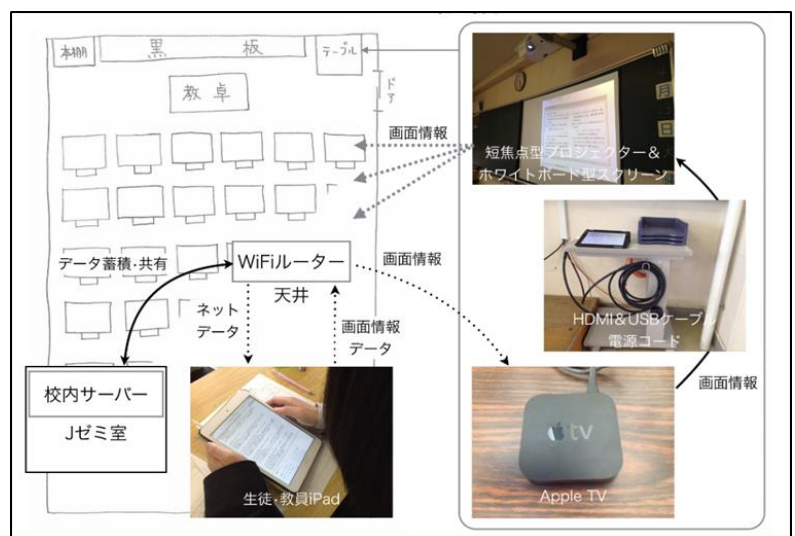 本棚
黒 板
テーブル
教卓
ドア
画面情報
短焦点型プロジェクター&
ホワイトボード型スクリーン
月
日
データ蓄積・共有
WiFiルーター
天井
画面情報
ネット
データ
画面情報
データ
HDMI&USBケーブル
電源コード
校内サーバー
Jゼミ室
画面情報
生徒・教員iPad
tv
Apple TV